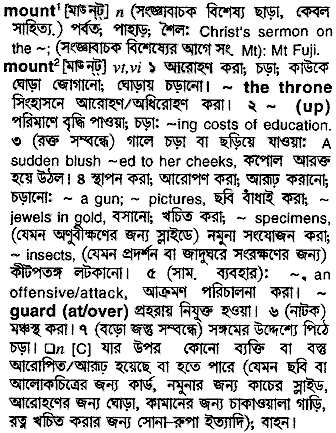 mount¹ [মাউন্‌ট্] n (সংজ্ঞাবাচক বিশেষ্য ছাড়া, কেবল
সাহিত্য.) পর্বত; পাহাড়; শৈল: Christ's sermon on
the ~; (সংজ্ঞাবাচক বিশেষ্যের আগে সং. Mt): Mt Fuji.
mount² [মাউন্‌ট্] vt,vi ১ আরোহণ করা; চড়া; কাউকে
ঘোড়া জোগানো; ঘোড়ায় চড়ানো। ~ the throne
সিংহাসনে আরোহণ/অধিরোহণ করা। ২ ~ (up)
পরিমাণে বৃদ্ধি পাওয়া; চড়া: ~ing costs of education.
৩ (রক্ত সম্বন্ধে) গালে চড়া বা ছড়িয়ে যাওয়া: A
sudden blush ~ed to her cheeks, কপোল আরক্ত
হয়ে উঠল। ৪ স্থাপন করা; আরোপণ করা; আরূঢ় করানো;
চড়ানো: ~ a gun; ~ pictures, ছবি বাঁধাই করা; ~
jewels in gold, বসানো; খচিত করা; ~ specimens,
(যেমন অণুবীক্ষণের জন্য স্লাইডে) নমুনা সংযোজন করা;
~ insects, (যেমন প্রদর্শন বা জাদুঘরে সংরক্ষণের জন্য)
কীটপতঙ্গ লটকানো। ৫ (সাম. ব্যবহার): ~ an
offensive/attack, আক্রমণ পরিচালনা করা। ~
guard (at/over) প্রহরায় নিযুক্ত হওয়া। ৬ (নাটক)
মঞ্চস্থ করা। ৭ (বড়ো জন্তু সম্বন্ধে) সঙ্গমের উদ্দেশ্যে পিঠে
চড়া। □n [C] যার উপর কোনো ব্যক্তি বা বস্তু
আরোপিত/আরূঢ় হয়েছে বা হতে পারে (যেমন ছবি বা
আলোকচিত্রের জন্য কার্ড, নমুনার জন্য কাচের স্লাইড,
আরোহণের জন্য ঘোড়া, কামানের জন্য চাকাওয়ালা গাড়ি,
রত্ন খচিত করার জন্য সোনা-রুপা ইত্যাদি); বাহন।